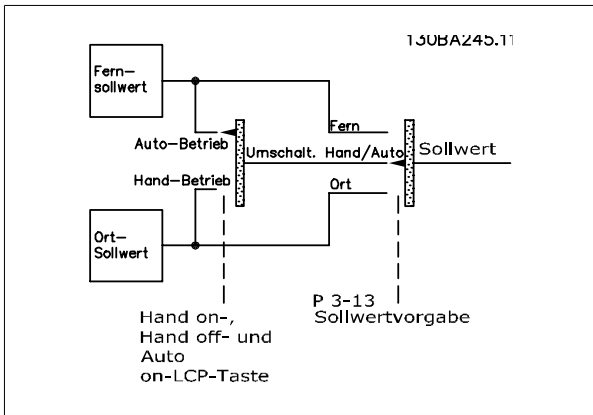 130BA245.11
Fern-
sollwert
Fern
Auto-Betrieb
Umschalt. Hand/Auto
Sollwert
Hand-Betrieb
Ort
Ort-
Sollwert
Hand on-,
Hand off- und
Auto
on-LCP-Taste
P 3-13
Sollwertvorgabe